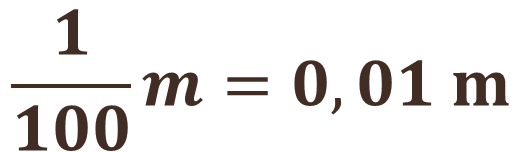 1/100 m = 0,01 m